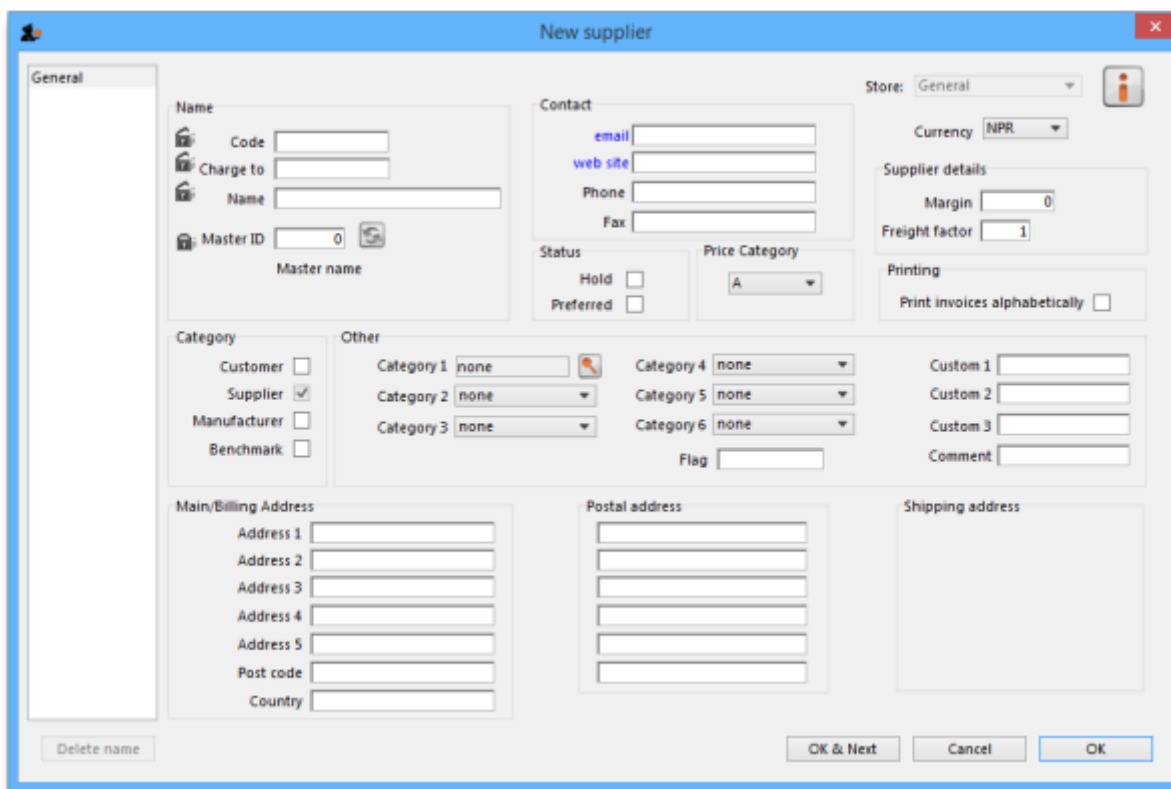 New supplier
General
Store: General
Name
Contact
Code
email
Currency NPR
Charge to
web site
Supplier details
Name
Phone
Margin 0
Master ID 0
Fax
Freight factor 1
Master name
Status
Price Category
Printing
Hold
A
Print invoices alphabetically
Preferred
Category
Other
Customer
Category 1 none
Category 4 none
Custom 1
Supplier
Category 2 none
Category 5 none
Custom 2
Manufacturer
Category 3 none
Category 6 none
Custom 3
Benchmark
Flag
Comment
Main/Billing Address
Postal address
Shipping address
Address 1
Address 2
Address 3
Address 4
Address 5
Post code
Country
Delete name
OK & Next
Cancel
OK